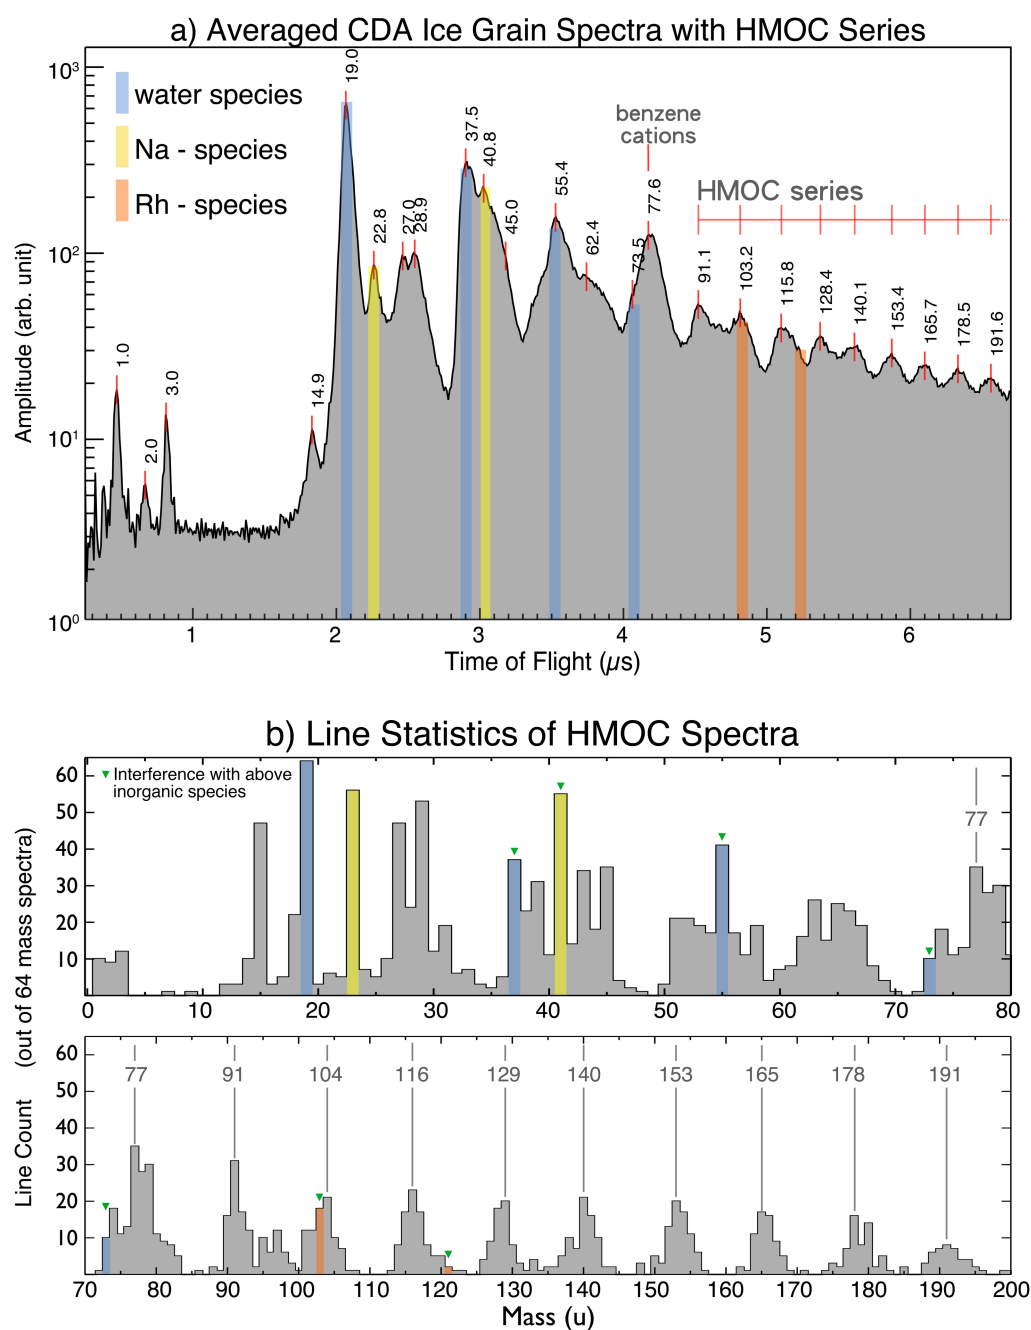 a) Averaged CDA Ice Grain Spectra with HMOC Series
10³
10²
10¹
10⁰
Amplitude (arb. unit)
water species
Na - species
Rh - species
1.0
2.0
3.0
14.9
19.0
22.8
27.0
28.9
37.5
40.8
45.0
55.4
62.4
73.5
77.6
benzene
cations
HMOC series
91.1
103.2
115.8
128.4
140.1
153.4
165.7
178.5
191.6
1 2 3 4 5 6
Time of Flight (µs)
b) Line Statistics of HMOC Spectra
Interference with above
inorganic species
77
60
50
40
30
20
10
0 10 20 30 40 50 60 70 80
Line Count (out of 64 mass spectra)
60
50
40
30
20
10
77 91 104 116 129 140 153 165 178 191
70 80 90 100 110 120 130 140 150 160 170 180 190 200
Mass (u)